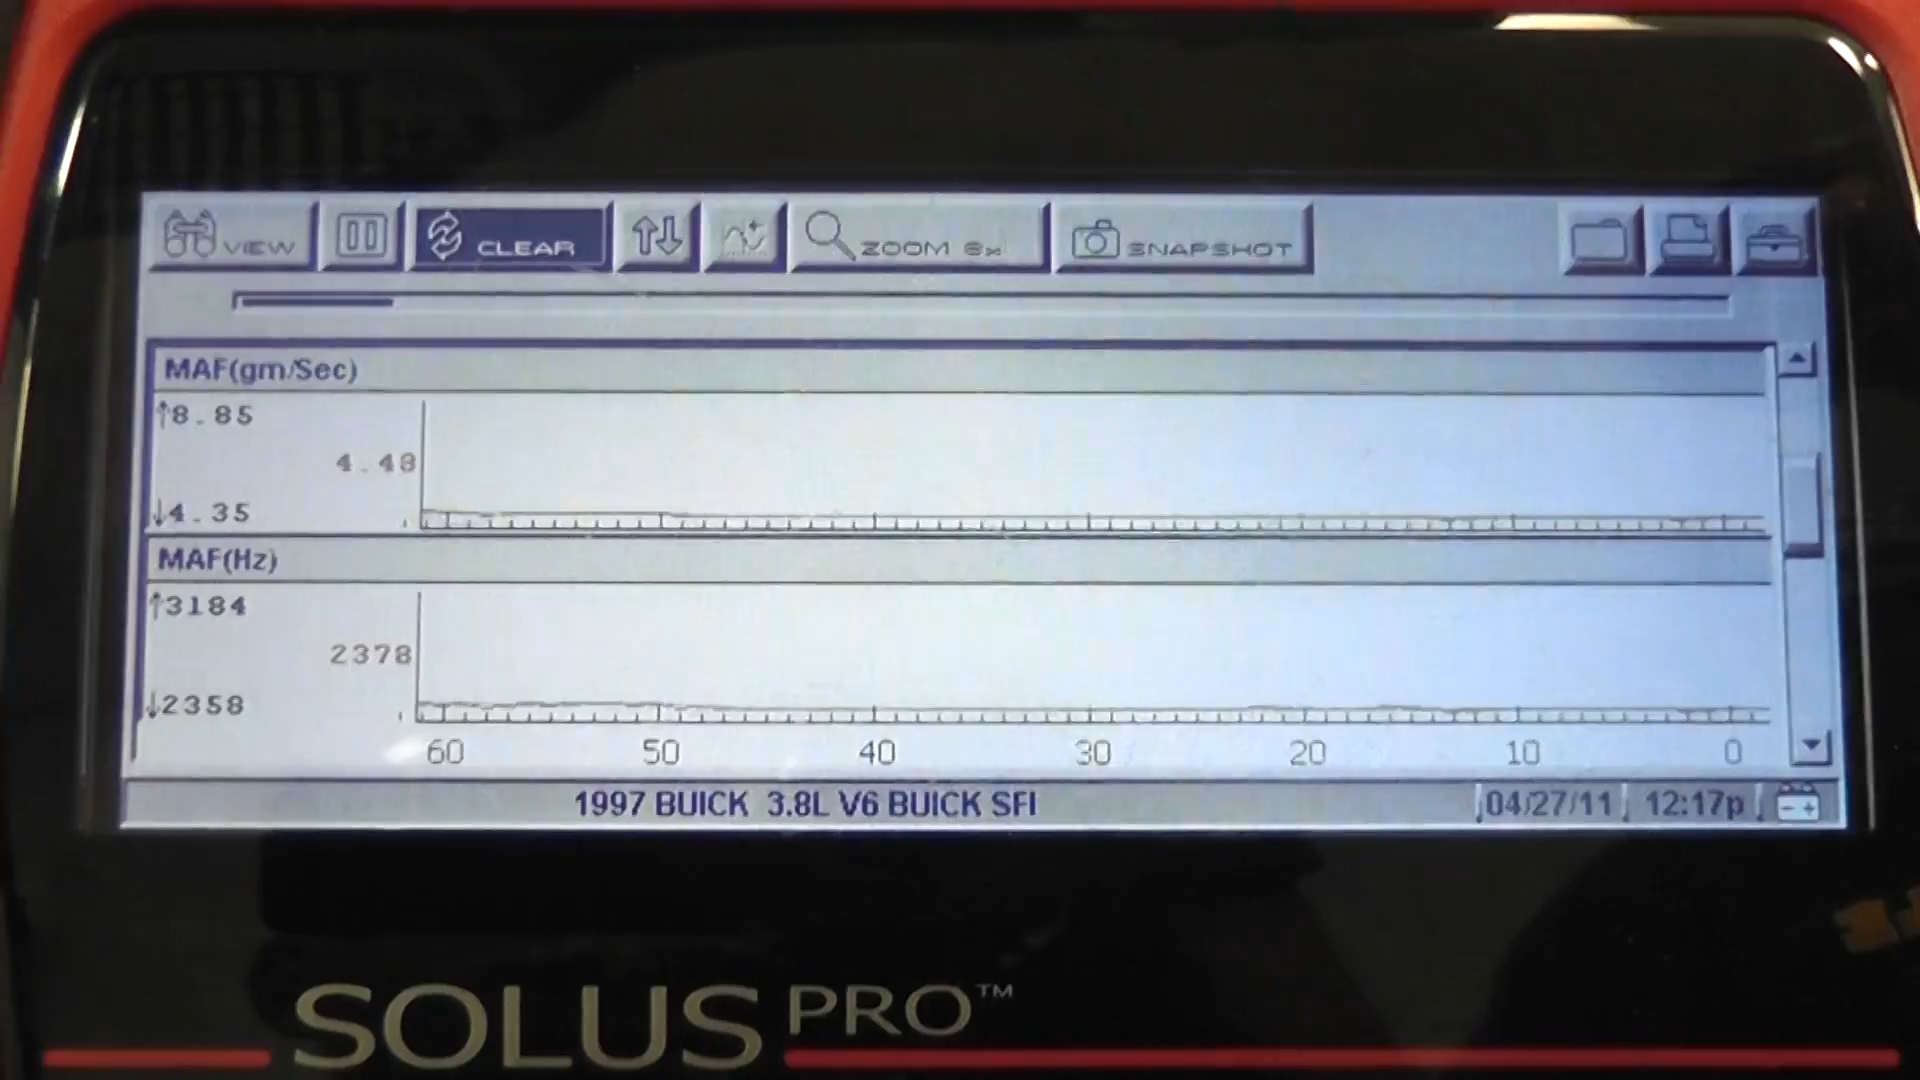 VIEW CLEAR ZOOM 8x SNAPSHOT
MAF(gm/Sec)
↑8.85
4.48
↓4.35
MAF(Hz)
↑3184
2378
↓2358
60 50 40 30 20 10 0
1997 BUICK 3.8L V6 BUICK SFI 04/27/11 12:17p
SOLUS PRO™